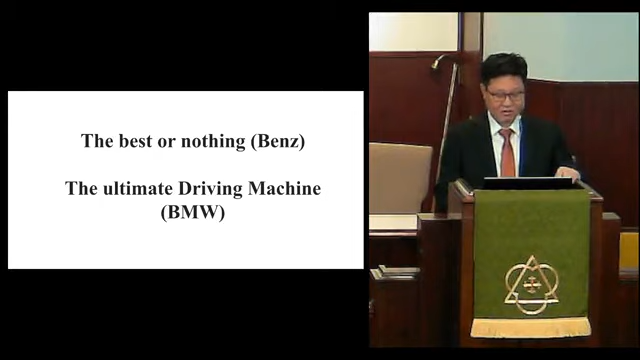 The best or nothing (Benz)
The ultimate Driving Machine
(BMW)